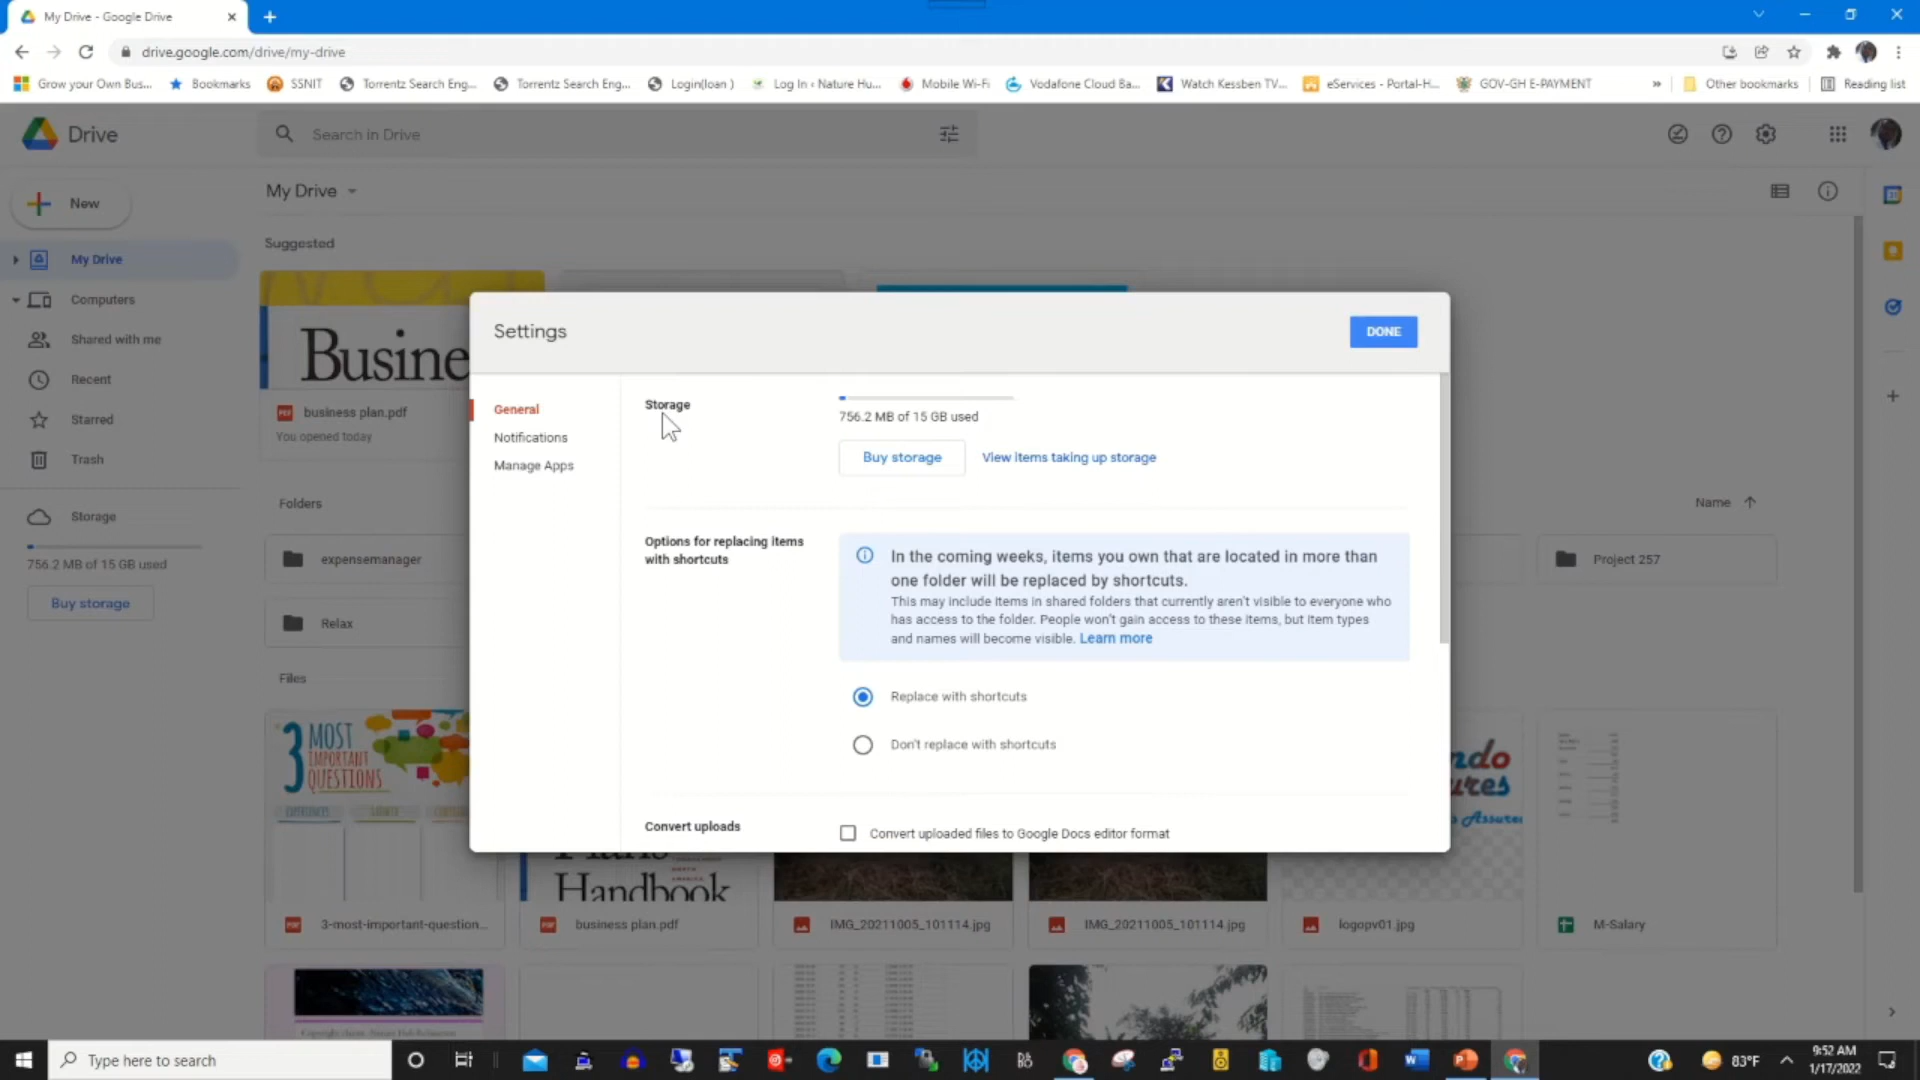 My Drive - Google Drive
drive.google.com/drive/my-drive
Grow your Own Bus...
Bookmarks
SSNIT
Torrentz Search Eng...
Torrentz Search Eng...
Login(loan )
Log In ‹ Nature Hu...
Mobile Wi-Fi
Vodafone Cloud Ba...
Watch Kessben TV...
eServices - Portal-H...
GOV-GH E-PAYMENT
»
Other bookmarks
Reading list
Drive
Search in Drive
New
My Drive
Computers
Shared with me
Recent
Starred
Trash
Storage
756.2 MB of 15 GB used
Buy storage
My Drive
Suggested
Busine
business plan.pdf
You opened today
Folders
Name
expensemanager
Project 257
Relax
Files
Settings
DONE
General
Notifications
Manage Apps
Storage
756.2 MB of 15 GB used
Buy storage
View items taking up storage
Options for replacing items
with shortcuts
In the coming weeks, items you own that are located in more than
one folder will be replaced by shortcuts.
This may include items in shared folders that currently aren't visible to everyone who
has access to the folder. People won't gain access to these items, but item types
and names will become visible. Learn more
Replace with shortcuts
Don't replace with shortcuts
Convert uploads
Convert uploaded files to Google Docs editor format
3 MOST
IMPORTANT
QUESTIONS
Handbook
ndo
ures
Assure
3-most-important-question...
business plan.pdf
IMG_20211005_101114.jpg
IMG_20211005_101114.jpg
logopv01.jpg
M-Salary
Type here to search
83°F
9:52 AM
1/17/2022